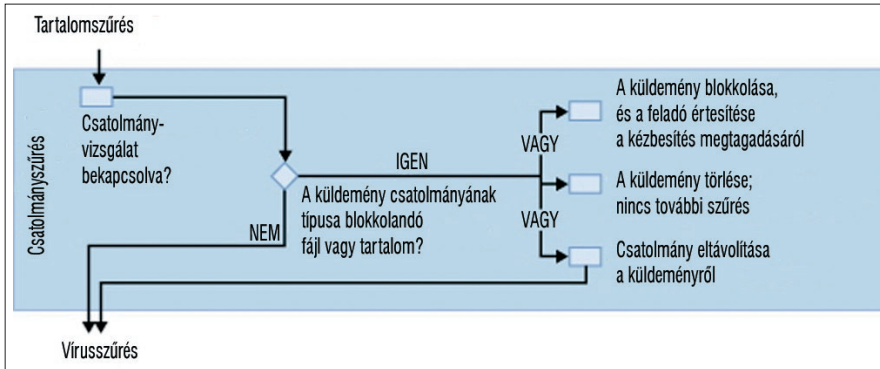 Tartalomszűrés
Csatolmányszűrés
Csatolmány-
vizsgálat
bekapcsolva?
IGEN
NEM
A küldemény csatolmányának
típusa blokkolandó
fájl vagy tartalom?
VAGY
VAGY
A küldemény blokkolása,
és a feladó értesítése
a kézbesítés megtagadásáról
A küldemény törlése;
nincs további szűrés
Csatolmány eltávolítása
a küldeményről
Vírusszűrés